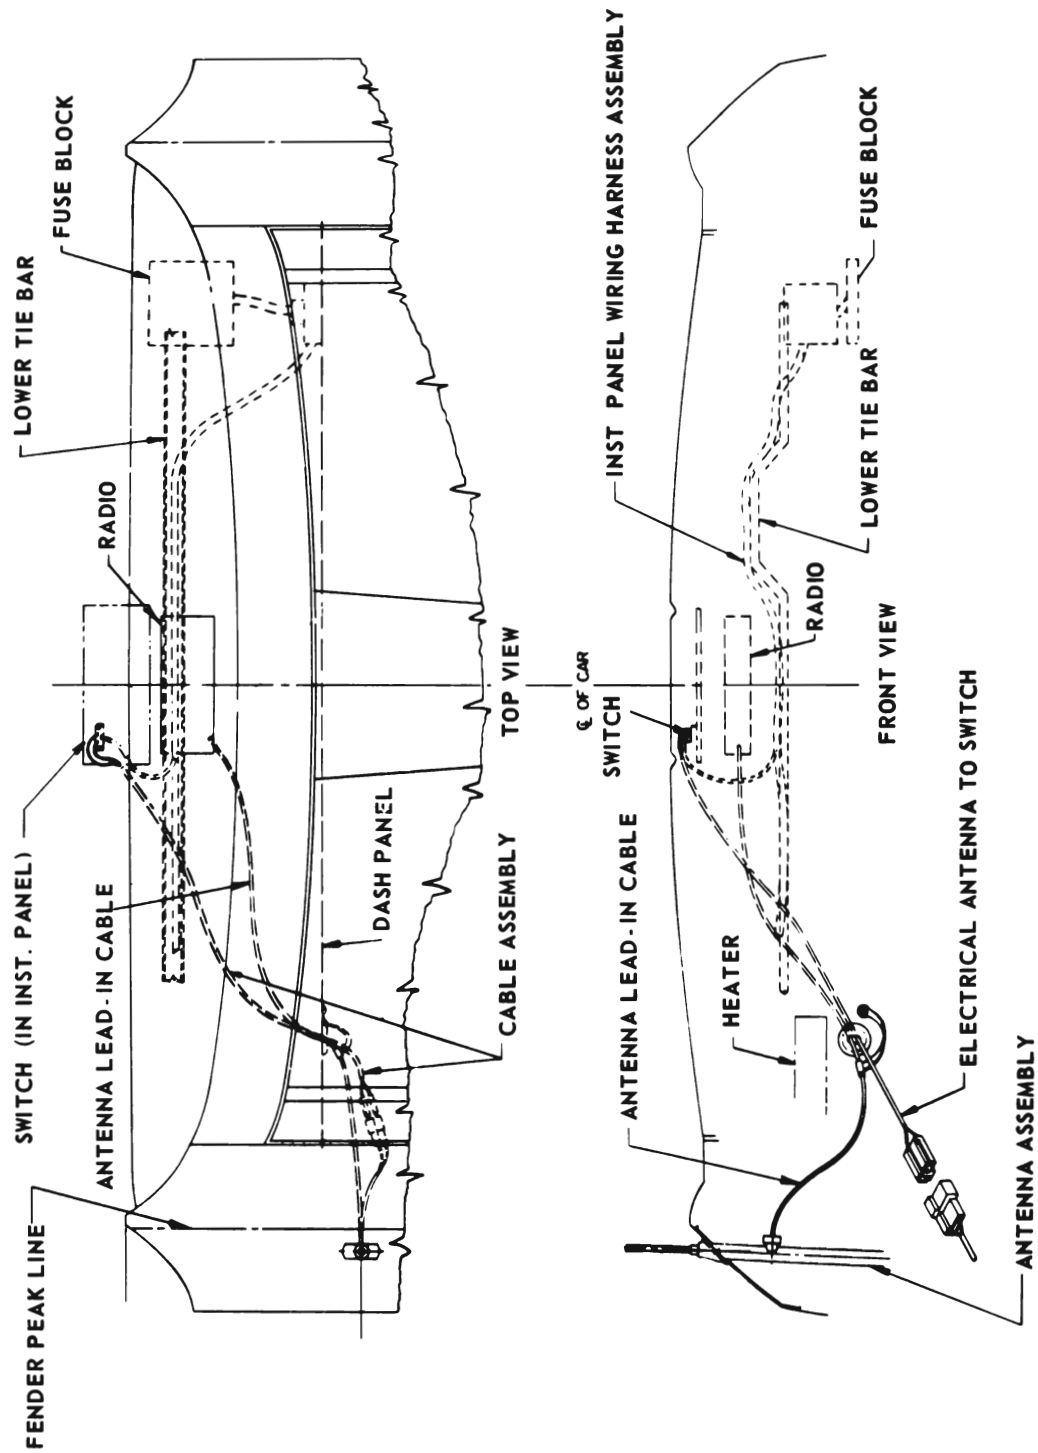 FENDER PEAK LINE
SWITCH (IN INST. PANEL)
ANTENNA LEAD-IN CABLE
RADIO
LOWER TIE BAR
FUSE BLOCK
DASH PANEL
CABLE ASSEMBLY
TOP VIEW
℄ OF CAR
ANTENNA LEAD-IN CABLE
SWITCH
INST PANEL WIRING HARNESS ASSEMBLY
HEATER
RADIO
LOWER TIE BAR
FUSE BLOCK
FRONT VIEW
ELECTRICAL ANTENNA TO SWITCH
ANTENNA ASSEMBLY